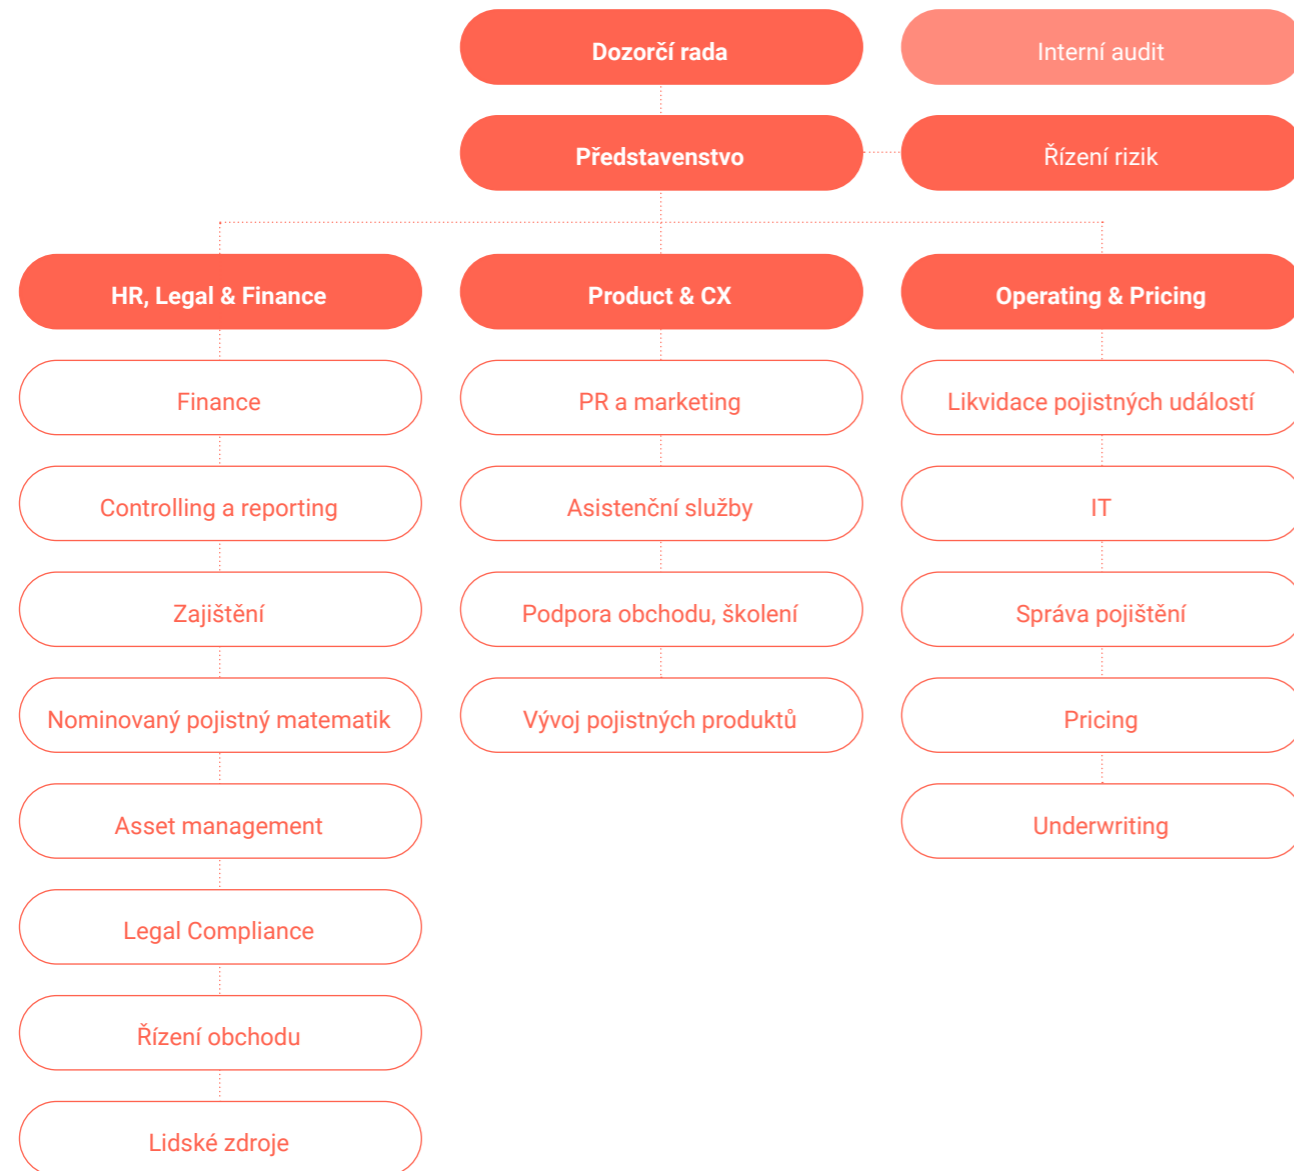 Dozorčí rada
Interní audit
Představenstvo
Řízení rizik
HR, Legal & Finance
Product & CX
Operating & Pricing
Finance
PR a marketing
Likvidace pojistných událostí
Controlling a reporting
Asistenční služby
IT
Zajištění
Podpora obchodu, školení
Správa pojištění
Nominovaný pojistný matematik
Vývoj pojistných produktů
Pricing
Asset management
Underwriting
Legal Compliance
Řízení obchodu
Lidské zdroje